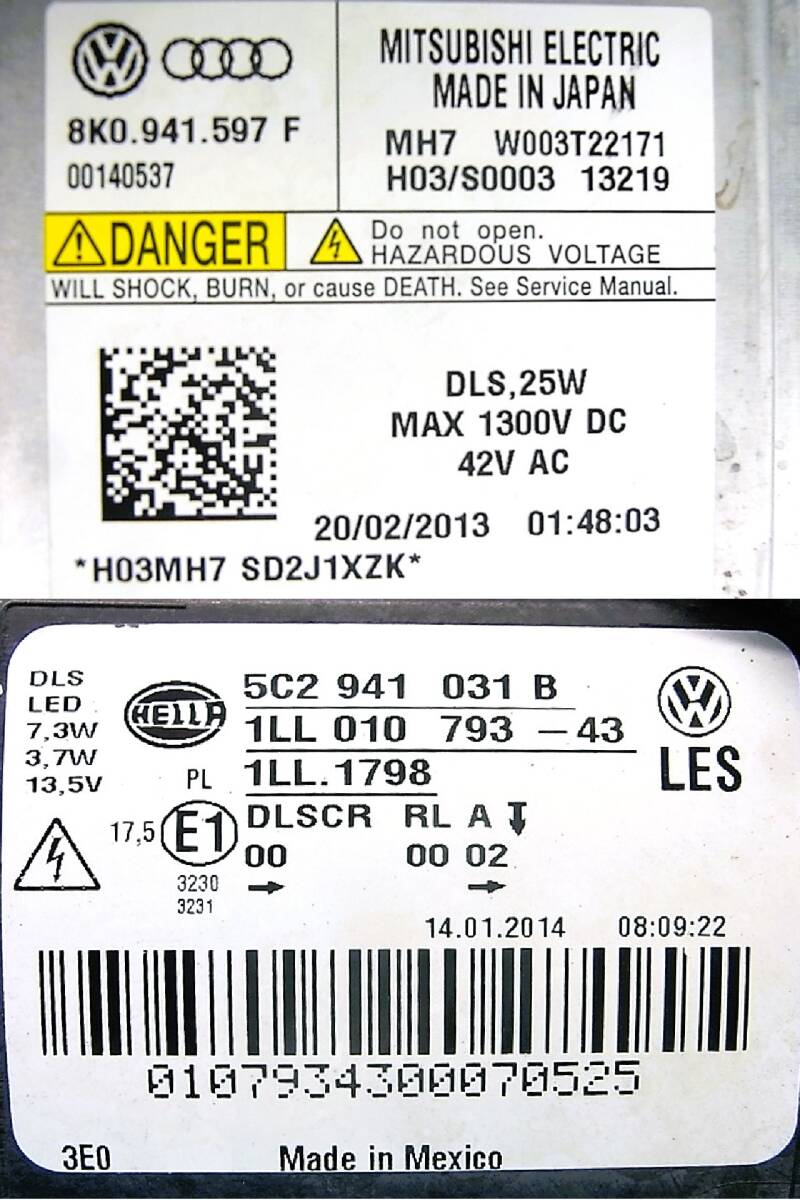 8K0.941.597 F
00140537
MITSUBISHI ELECTRIC
MADE IN JAPAN
MH7 W003T22171
H03/S0003 13219
DANGER
Do not open.
HAZARDOUS VOLTAGE
WILL SHOCK, BURN, or cause DEATH. See Service Manual.
DLS,25W
MAX 1300V DC
42V AC
20/02/2013 01:48:03
*H03MH7 SD2J1XZK*
DLS
LED
7,3W
3,7W
13,5V
HELLA
5C2 941 031 B
1LL 010 793 -43
PL 1LL.1798
LES
17,5 E1
DLSCR RL A
00 00 02
3230
3231
14.01.2014 08:09:22
0107934300070525
3E0 Made in Mexico